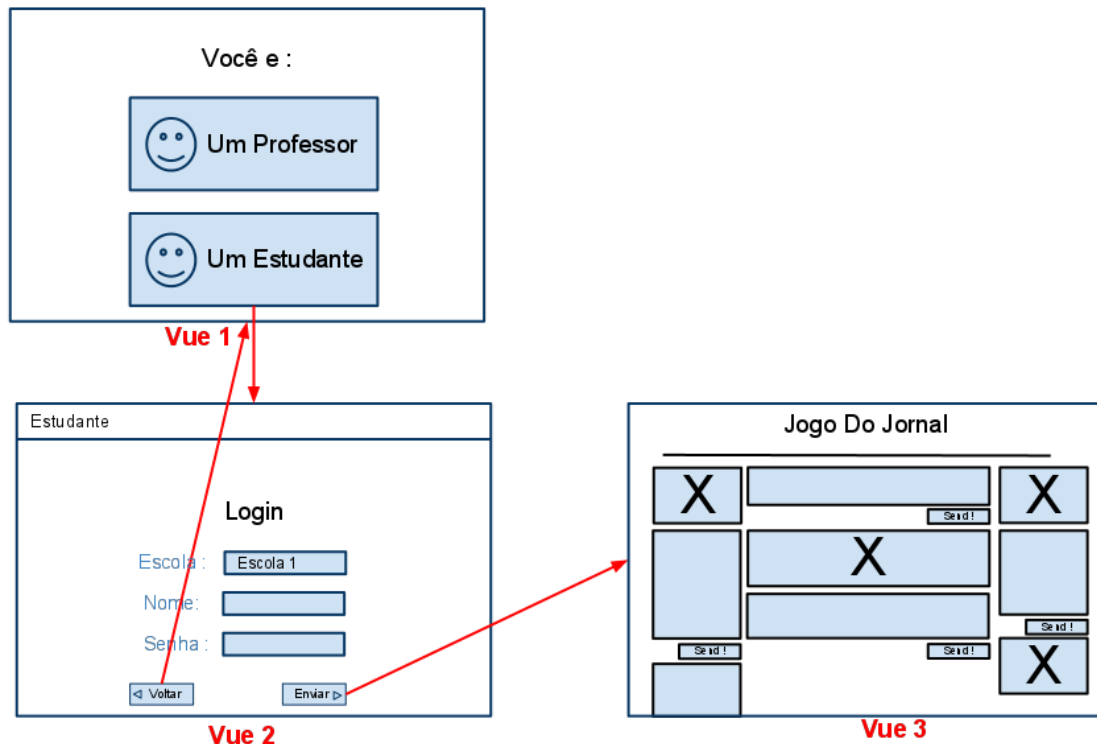 Você e :
Um Professor
Um Estudante
Vue 1
Estudante
Login
Escola : Escola 1
Nome:
Senha :
Voltar Enviar
Vue 2
Jogo Do Jornal
X X
Send !
X
Send !
Send ! Send !
X
Vue 3